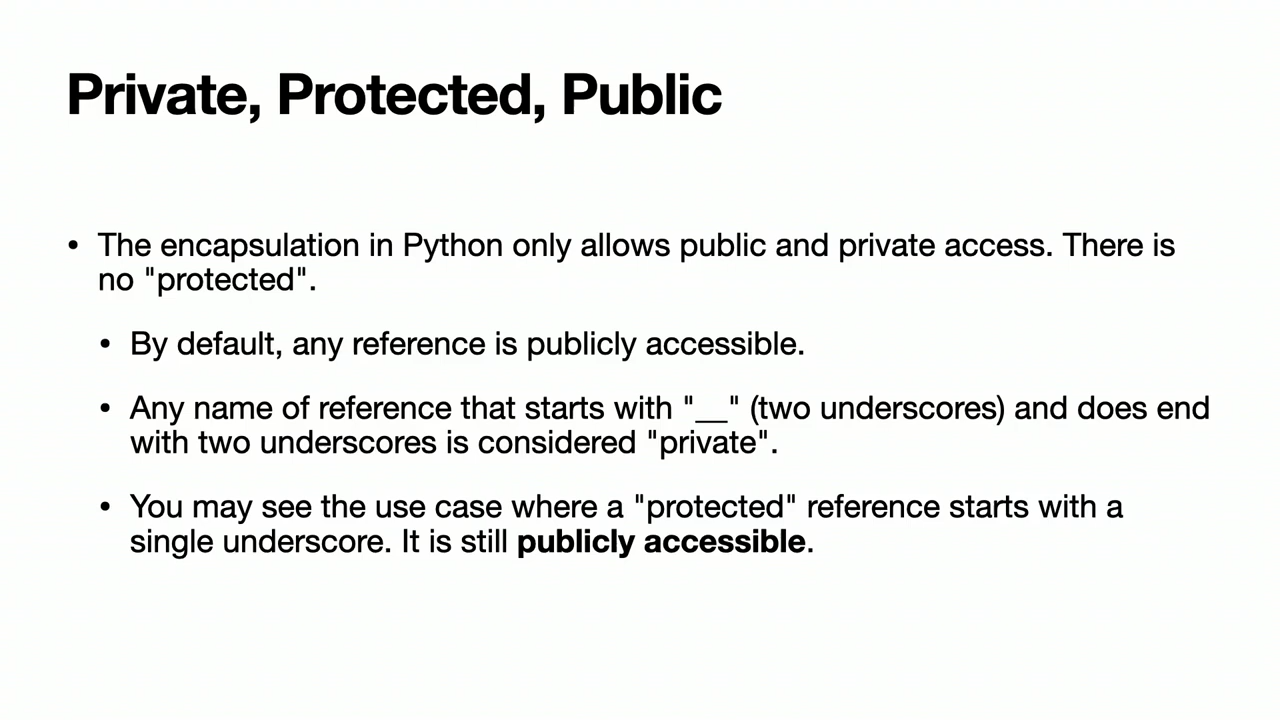 Private, Protected, Public
• The encapsulation in Python only allows public and private access. There is
no "protected".
• By default, any reference is publicly accessible.
• Any name of reference that starts with "__" (two underscores) and does end
with two underscores is considered "private".
• You may see the use case where a "protected" reference starts with a
single underscore. It is still publicly accessible.